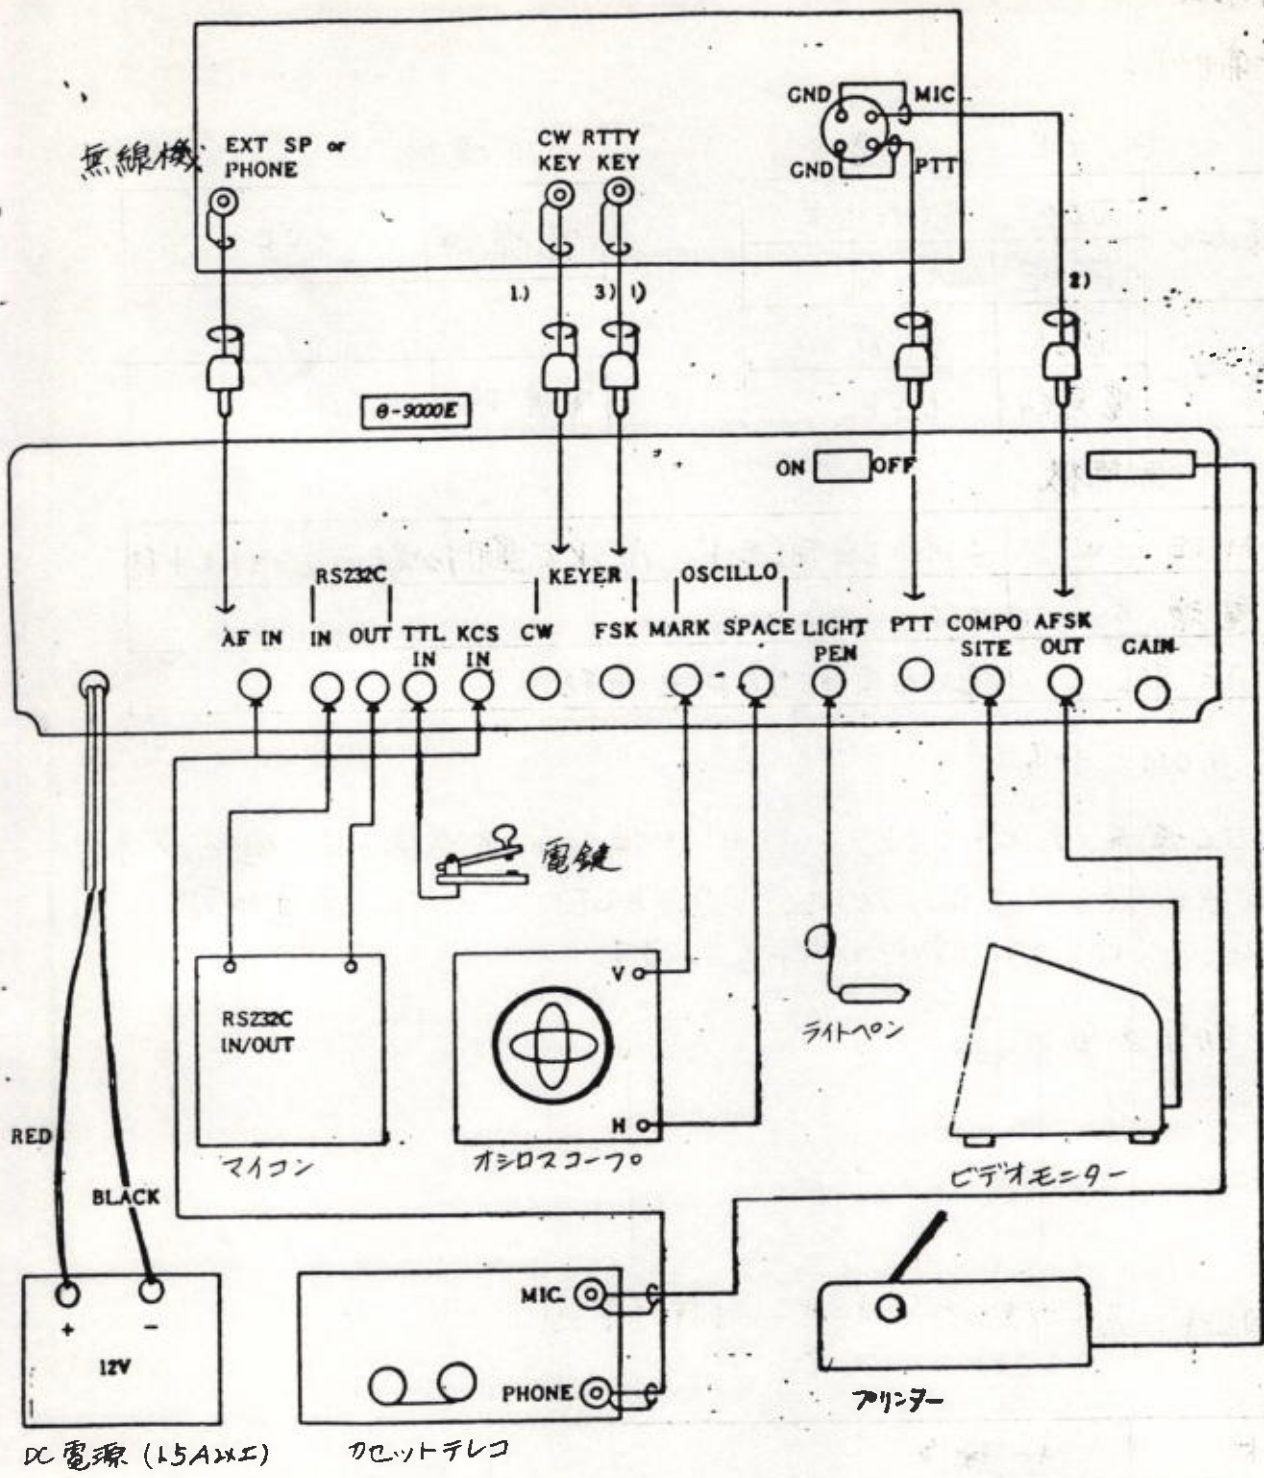 無線機
EXT SP or
PHONE
CW RTTY
KEY KEY
GND MIC
GND PTT
1.) 3) 1) 2)
θ-9000E
ON OFF
RS232C KEYER OSCILLO
AF IN IN OUT TTL IN KCS IN CW FSK MARK SPACE LIGHT PEN PTT COMPO SITE AFSK OUT GAIN
電鍵
RS232C
IN/OUT
マイコン
V
H
オシロスコープ
ライトペン
ビデオモニター
RED
BLACK
+ −
12V
DC電源 (1.5A以上)
MIC.
PHONE
カセットテレコ
プリンター